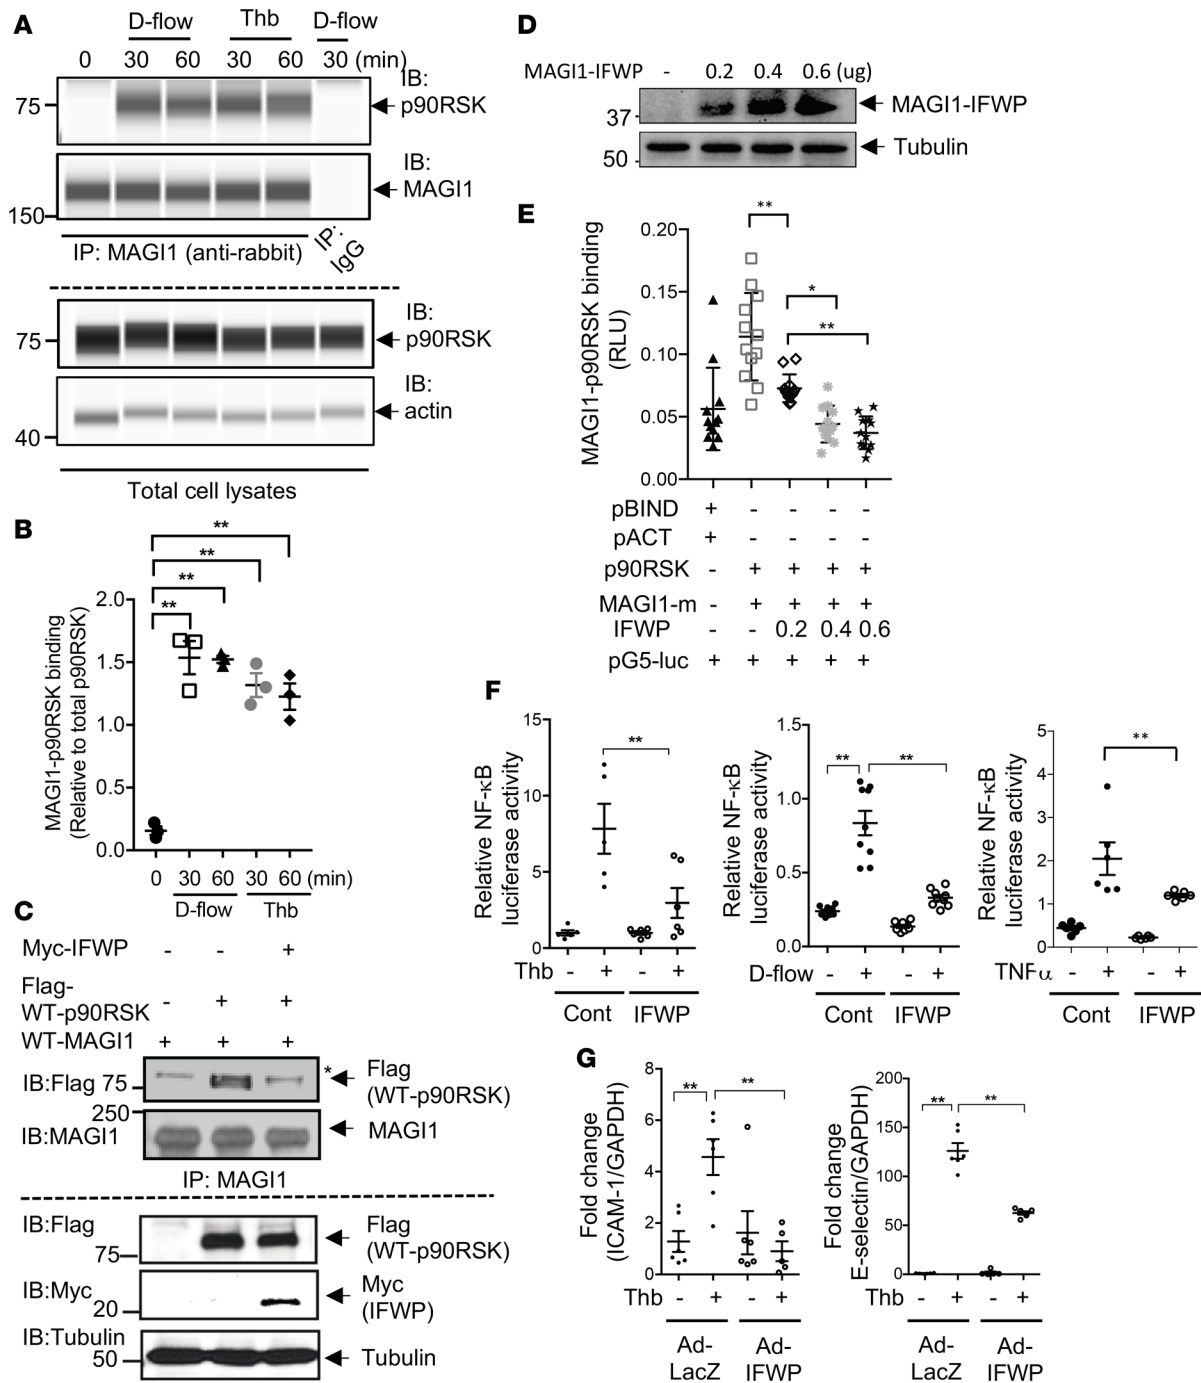 A
D-flow Thb D-flow
0 30 60 30 60 30 (min)
IB:
p90RSK
75
IB:
MAGI1
150
IP: MAGI1 (anti-rabbit) IP: IgG
IB:
p90RSK
75
IB:
actin
40
Total cell lysates
B
** 
**
**
**
MAGI1-p90RSK binding
(Relative to total p90RSK)
2.0
1.5
1.0
0.5
0.0
0 30 60 30 60 (min)
D-flow Thb
C
Myc-IFWP - - +
Flag-
WT-p90RSK - + +
WT-MAGI1 + + +
IB:Flag 75 * Flag
(WT-p90RSK)
250
IB:MAGI1 MAGI1
IP: MAGI1
IB:Flag Flag
75 (WT-p90RSK)
IB:Myc Myc
20 (IFWP)
IB:Tubulin
50 Tubulin
D
MAGI1-IFWP - 0.2 0.4 0.6 (ug)
37 MAGI1-IFWP
50 Tubulin
E
**
*
**
MAGI1-p90RSK binding
(RLU)
0.20
0.15
0.10
0.05
0.00
pBIND + - - - -
pACT + - - - -
p90RSK - + + + +
MAGI1-m - + + + +
IFWP - - 0.2 0.4 0.6
pG5-luc + + + + +
F
Relative NF-κB
luciferase activity
15
10
5
0
**
Thb - + - +
Cont IFWP
Relative NF-κB
luciferase activity
1.5
1.0
0.5
0.0
** **
D-flow - + - +
Cont IFWP
Relative NF-κB
luciferase activity
5
4
3
2
1
0
**
TNFα - + - +
Cont IFWP
G
Fold change
(ICAM-1/GAPDH)
8
6
4
2
0
** **
Thb - + - +
Ad-
LacZ
Ad-
IFWP
Fold change
E-selectin/GAPDH)
200
150
100
50
0
** **
Thb - + - +
Ad-
LacZ
Ad-
IFWP